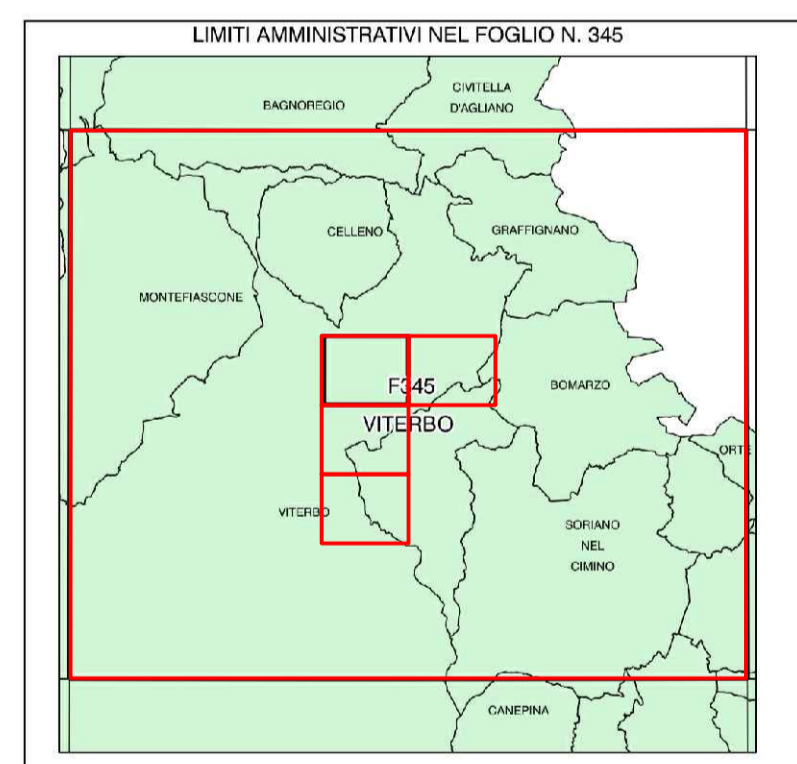 LIMITI AMMINISTRATIVI NEL FOGLIO N. 345
CIVITELLA
D'AGLIANO
BAGNOREGIO
CELLENO
GRAFFIGNANO
MONTEFIASCONE
F345
VITERBO
BOMARZO
ORTE
VITERBO
SORIANO
NEL
CIMINO
CANEPINA